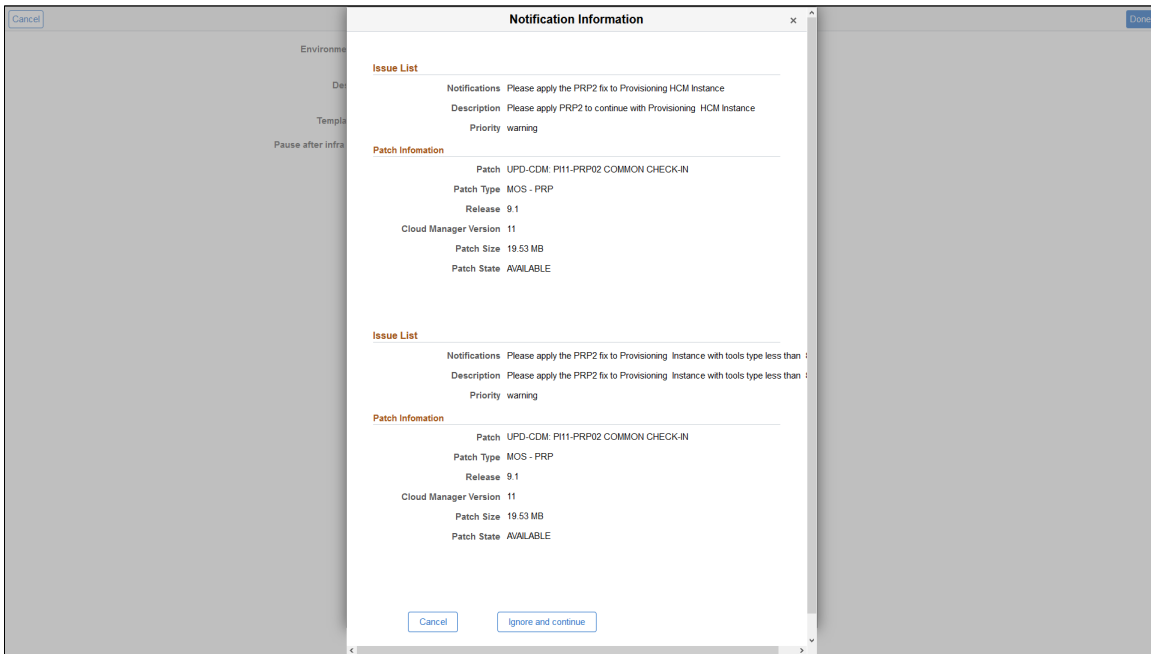 Cancel
Notification Information
×
Done
Environme
Des
Templa
Pause after infra
Issue List
Notifications Please apply the PRP2 fix to Provisioning HCM Instance
Description Please apply PRP2 to continue with Provisioning HCM Instance
Priority warning
Patch Infomation
Patch UPD-CDM: PI11-PRP02 COMMON CHECK-IN
Patch Type MOS - PRP
Release 9.1
Cloud Manager Version 11
Patch Size 19.53 MB
Patch State AVAILABLE
Issue List
Notifications Please apply the PRP2 fix to Provisioning Instance with tools type less than
Description Please apply the PRP2 fix to Provisioning Instance with tools type less than
Priority warning
Patch Infomation
Patch UPD-CDM: PI11-PRP02 COMMON CHECK-IN
Patch Type MOS - PRP
Release 9.1
Cloud Manager Version 11
Patch Size 19.53 MB
Patch State AVAILABLE
Cancel
Ignore and continue